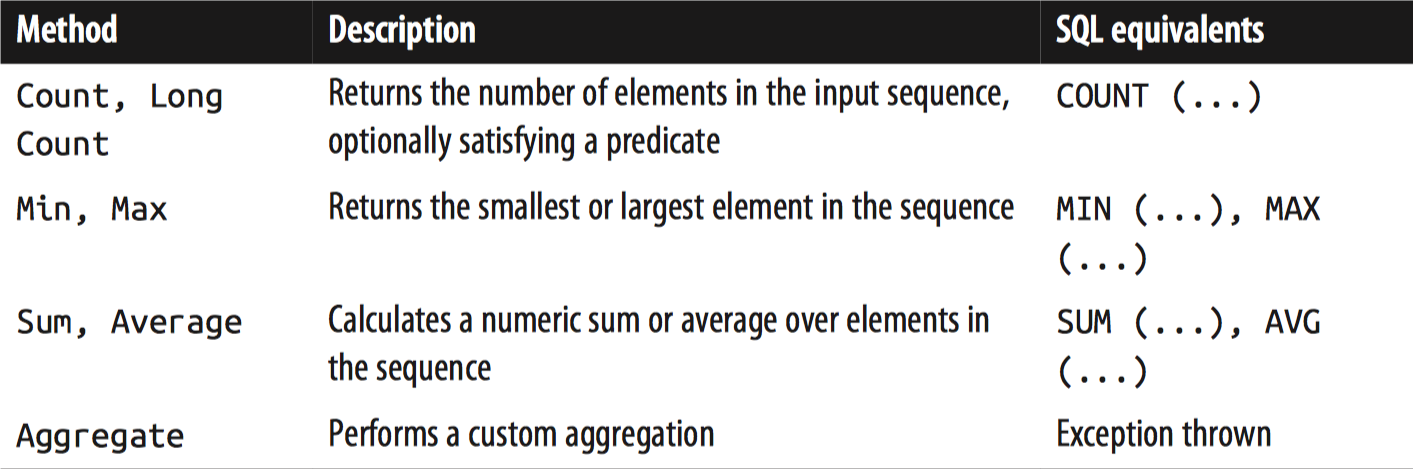 Method Description SQL equivalents
Count, Long Returns the number of elements in the input sequence, COUNT (...)
Count optionally satisfying a predicate
Min, Max Returns the smallest or largest element in the sequence MIN (...), MAX
(...)
Sum, Average Calculates a numeric sum or average over elements in SUM (...), AVG
the sequence (...)
Aggregate Performs a custom aggregation Exception thrown